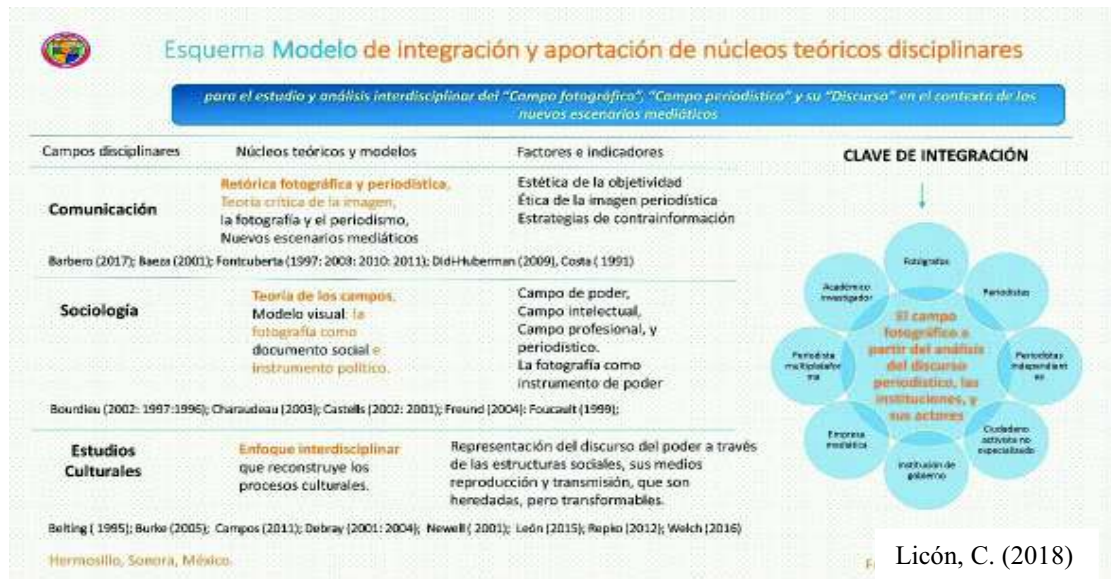 Esquema Modelo de integración y aportación de núcleos teóricos disciplinares
para el estudio y análisis interdisciplinar del "Campo fotográfico", "Campo periodístico" y su "Discurso" en el contexto de los
nuevos escenarios mediáticos
Campos disciplinares
Núcleos teóricos y modelos
Factores e indicadores
Comunicación
Retórica fotográfica y periodística,
Teoría crítica de la imagen,
la fotografía y el periodismo,
Nuevos escenarios mediáticos
Estética de la objetividad
Ética de la imagen periodística
Estrategias de contrainformación
Barbero (2017); Baeza (2001); Fontcuberta (1997: 2008: 2010: 2011); Didi-Huberman (2009), Costa ( 1991)
Sociología
Teoría de los campos,
Modelo visual: la
fotografía como
documento social e
instrumento político.
Campo de poder,
Campo intelectual,
Campo profesional, y
periodístico.
La fotografía como
instrumento de poder
Bourdieu (2002: 1997:1996); Charaudeau (2003); Castells (2002: 2001); Freund (2004): Foucault (1999);
Estudios
Culturales
Enfoque interdisciplinar
que reconstruye los
procesos culturales.
Representación del discurso del poder a través
de las estructuras sociales, sus medios
reproducción y transmisión, que son
heredadas, pero transformables.
Belting ( 1995); Burke (2005); Campos (2011); Debray (2001: 2004); Newell ( 2001); León (2015); Repko (2012); Welch (2016)
Hermosillo, Sonora, México.
CLAVE DE INTEGRACIÓN
Fotógrafos
Periodistas
Periodistas
independient
es
Ciudadano
activista no
especializado
Institución de
gobierno
Empresa
mediática
Periodista
multiplatafor
ma
Académico
investigador
El campo
fotográfico a
partir del análisis
del discurso
periodístico, las
instituciones, y
sus actores
Licón, C. (2018)